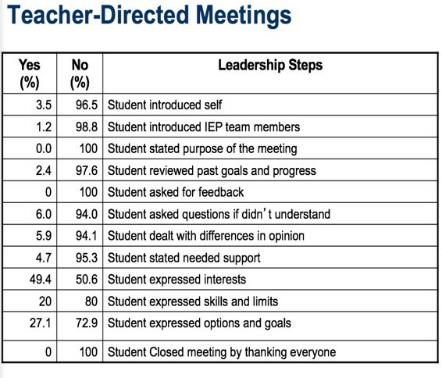 Teacher-Directed Meetings
Yes (%) No (%) Leadership Steps
3.5 96.5 Student introduced self
1.2 98.8 Student introduced IEP team members
0.0 100 Student stated purpose of the meeting
2.4 97.6 Student reviewed past goals and progress
0 100 Student asked for feedback
6.0 94.0 Student asked questions if didn't understand
5.9 94.1 Student dealt with differences in opinion
4.7 95.3 Student stated needed support
49.4 50.6 Student expressed interests
20 80 Student expressed skills and limits
27.1 72.9 Student expressed options and goals
0 100 Student Closed meeting by thanking everyone